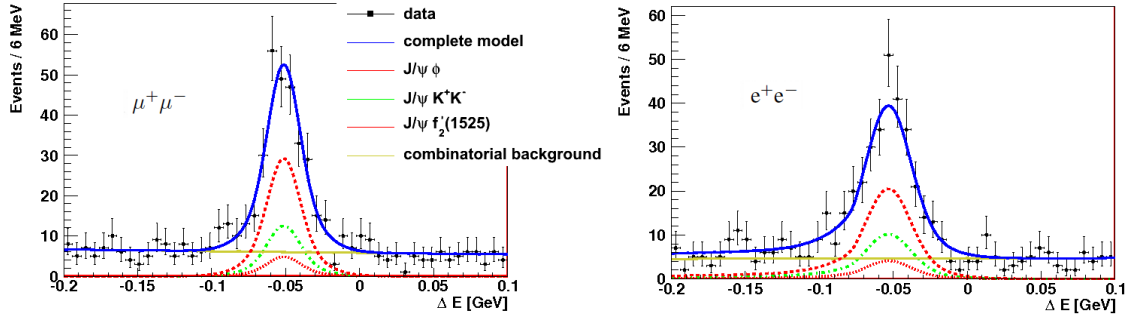 Events / 6 MeV
60
50
40
30
20
10
0
-0.2
-0.15
-0.1
-0.05
0
0.05
0.1
Δ E [GeV]
μ⁺μ⁻
data
complete model
J/ψ φ
J/ψ K⁺K⁻
J/ψ f₂'(1525)
combinatorial background
Events / 6 MeV
60
50
40
30
20
10
0
-0.2
-0.15
-0.1
-0.05
0
0.05
0.1
Δ E [GeV]
e⁺e⁻